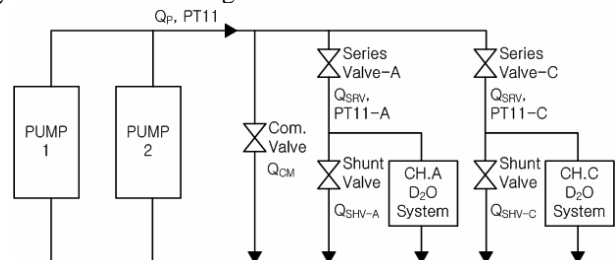 Q_P, PT11
PUMP
1
PUMP
2
Com.
Valve
Q_CM
Series
Valve-A
Q_SRV,
PT11-A
Shunt
Valve
Q_SHV-A
CH.A
D₂O
System
Series
Valve-C
Q_SRV,
PT11-C
Shunt
Valve
Q_SHV-C
CH.C
D₂O
System